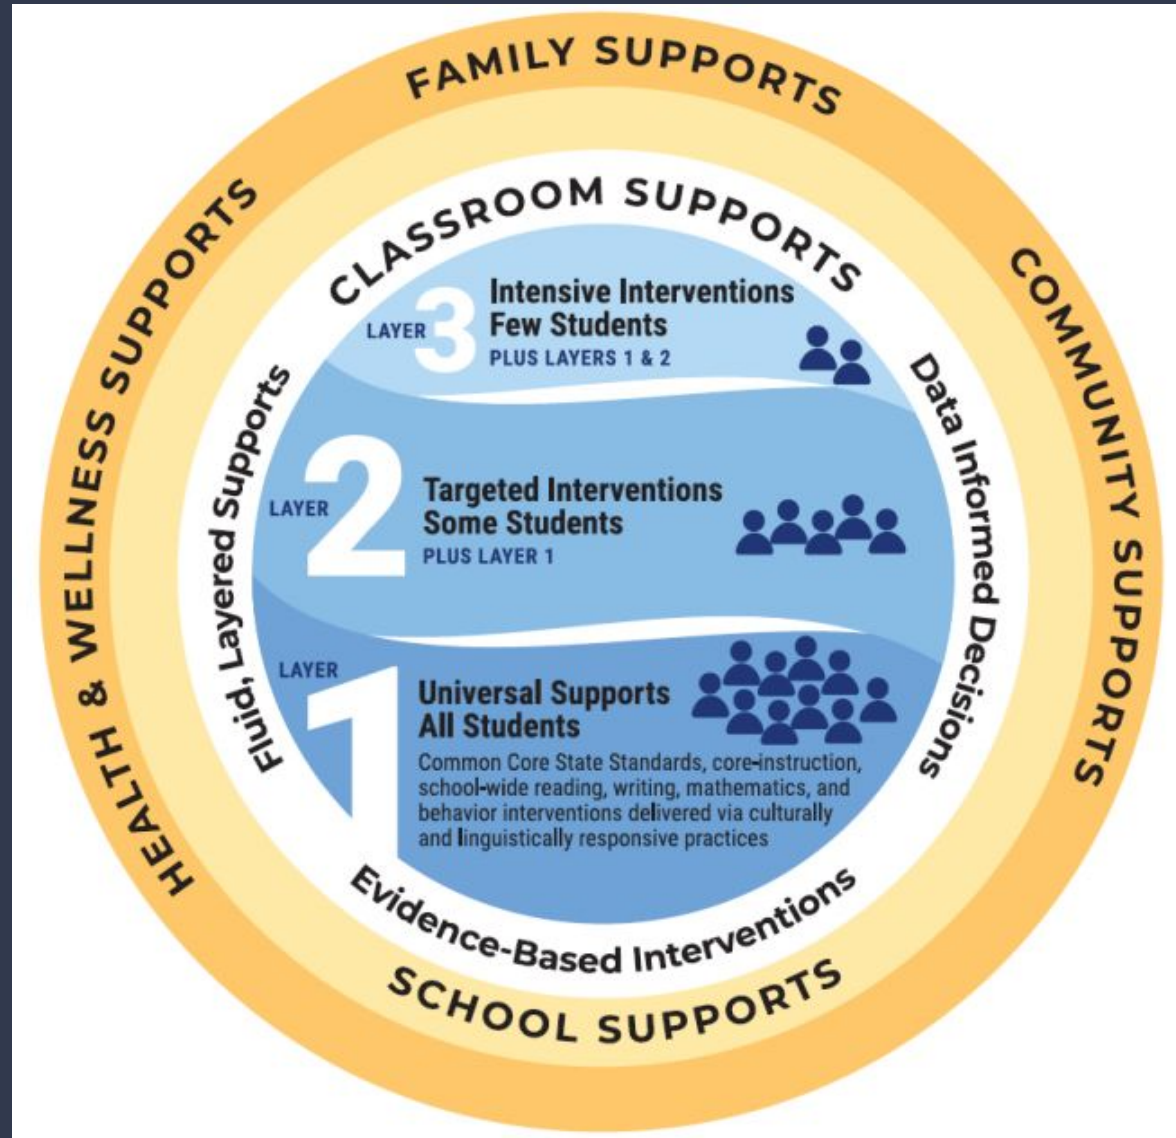 FAMILY SUPPORTS
HEALTH & WELLNESS SUPPORTS
COMMUNITY SUPPORTS
CLASSROOM SUPPORTS
Fluid, Layered Supports
Data Informed Decisions
LAYER 3
Intensive Interventions
Few Students
PLUS LAYERS 1 & 2
LAYER 2
Targeted Interventions
Some Students
PLUS LAYER 1
LAYER 1
Universal Supports
All Students
Common Core State Standards, core-instruction,
school-wide reading, writing, mathematics, and
behavior interventions delivered via culturally
and linguistically responsive practices
Evidence-Based Interventions
SCHOOL SUPPORTS